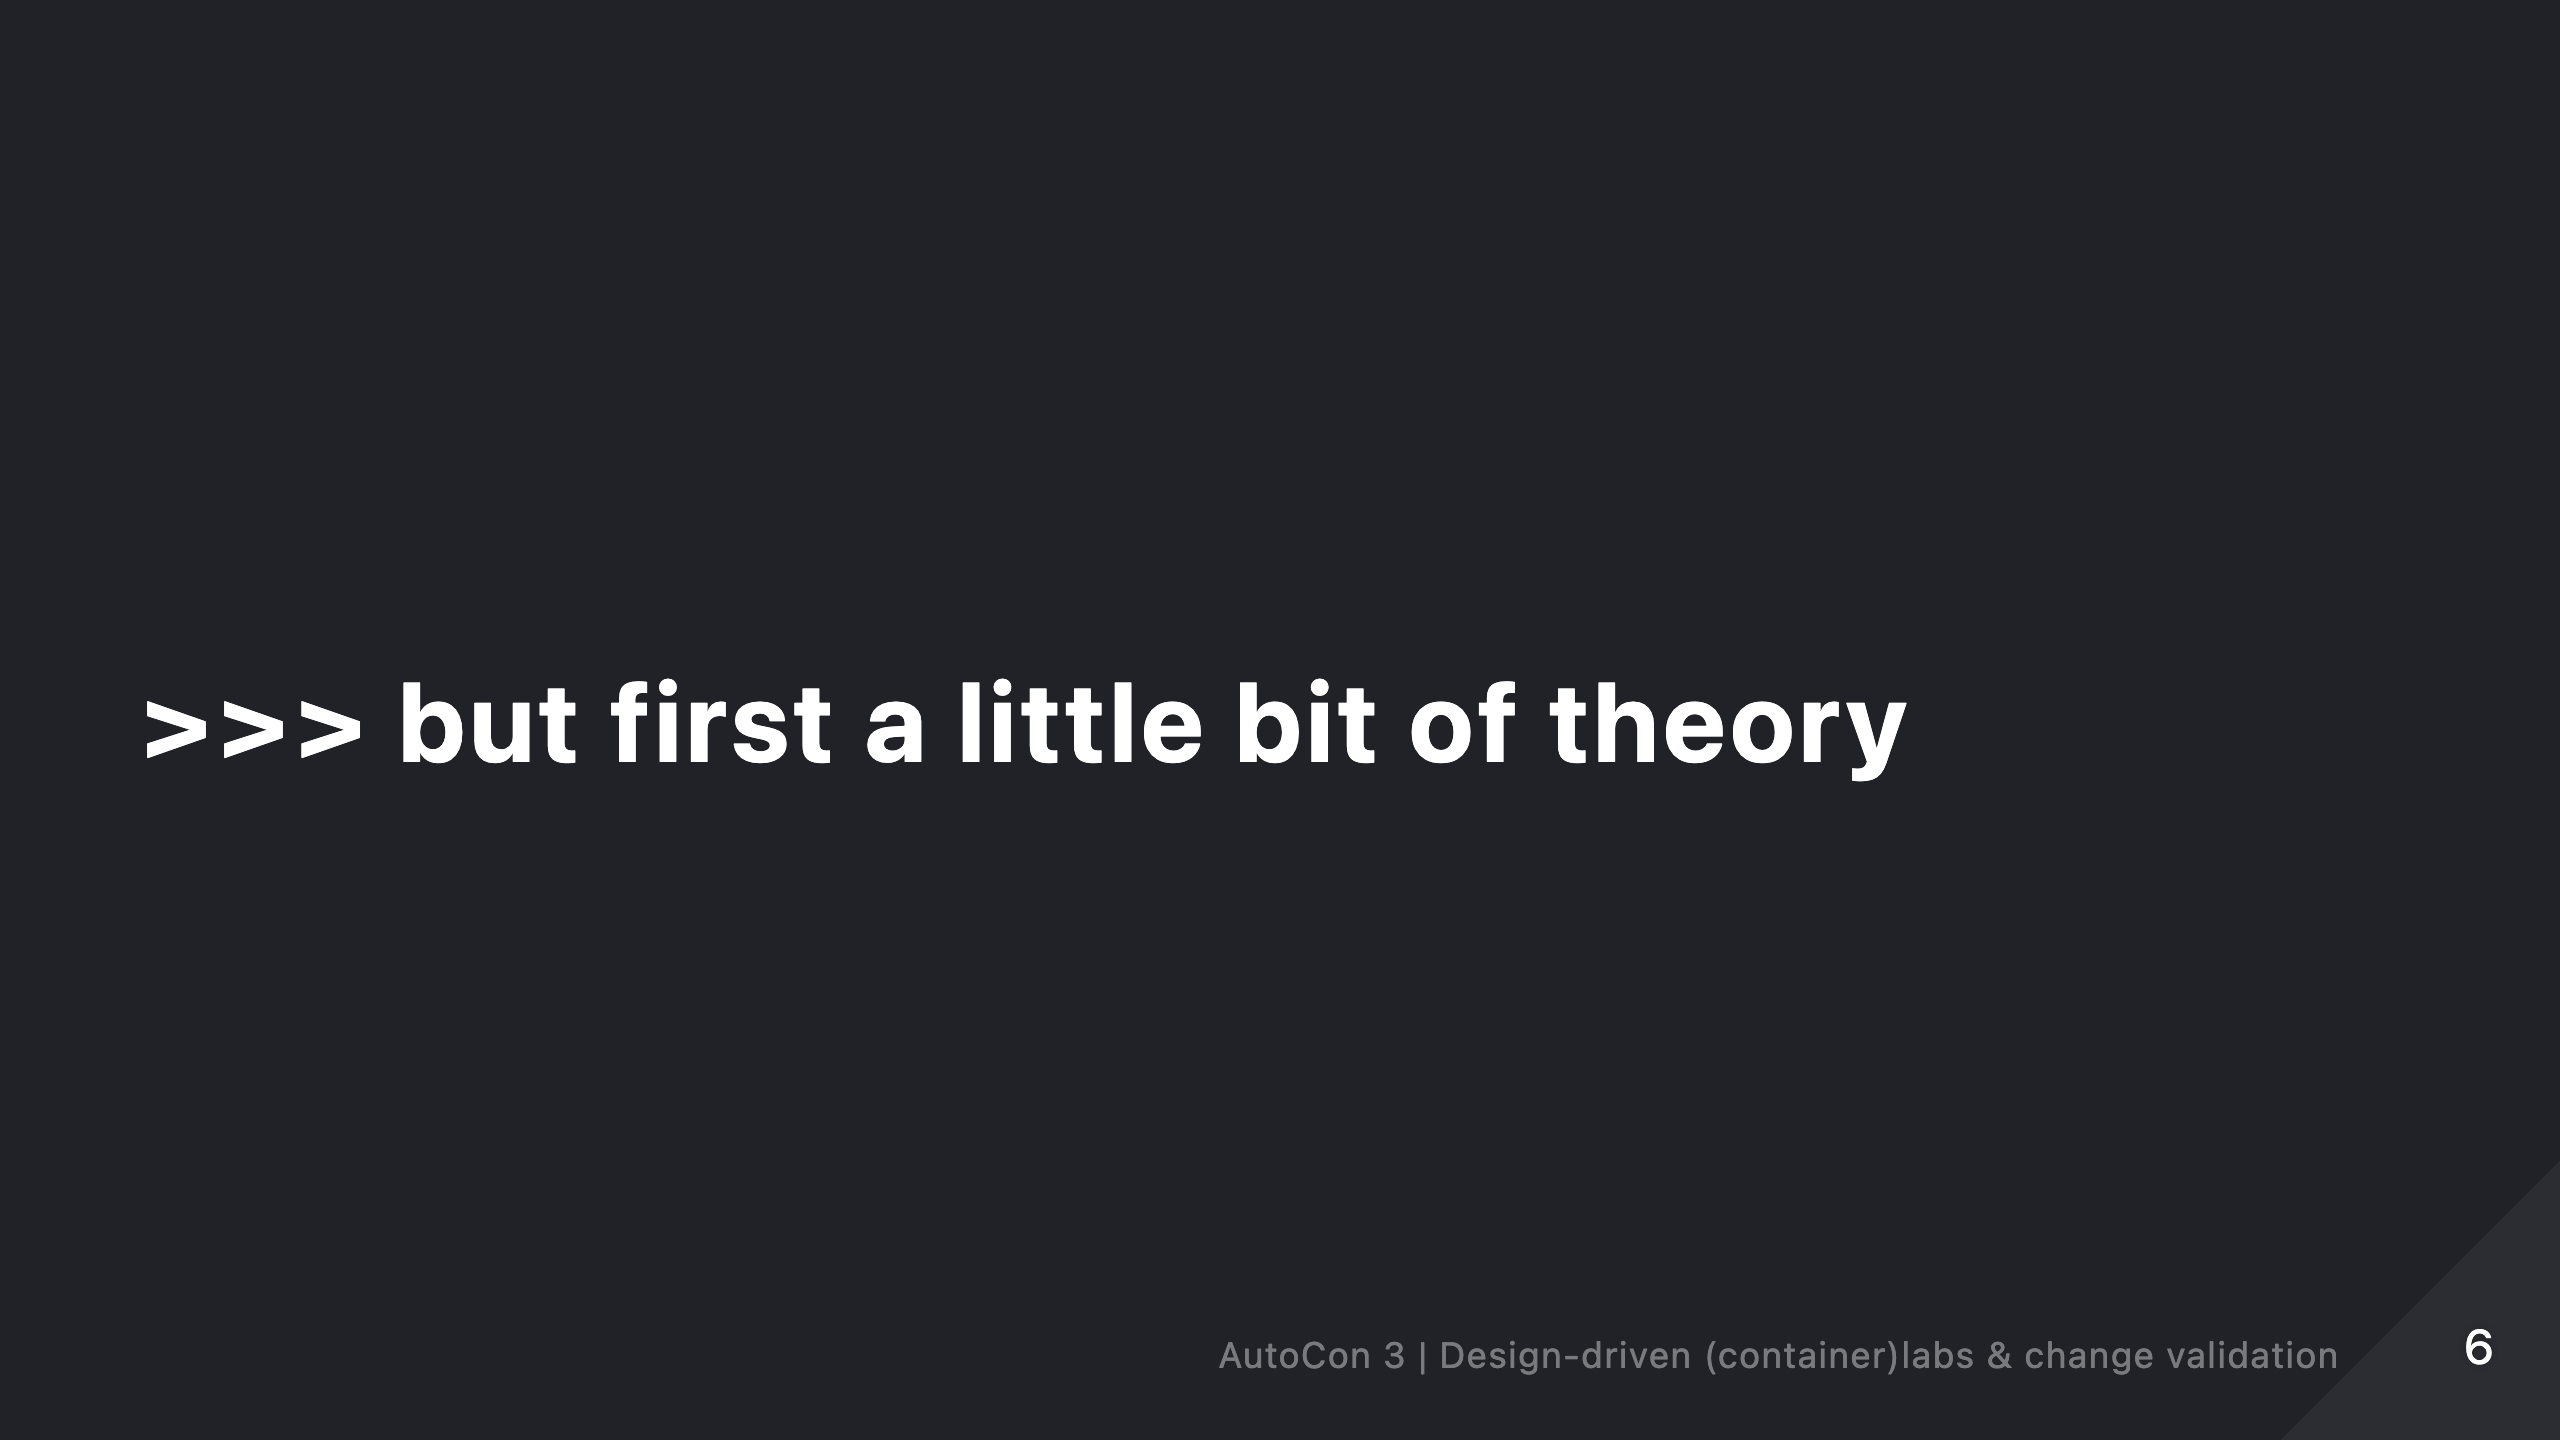 >>> but first a little bit of theory
AutoCon 3 | Design-driven (container)labs & change validation
6